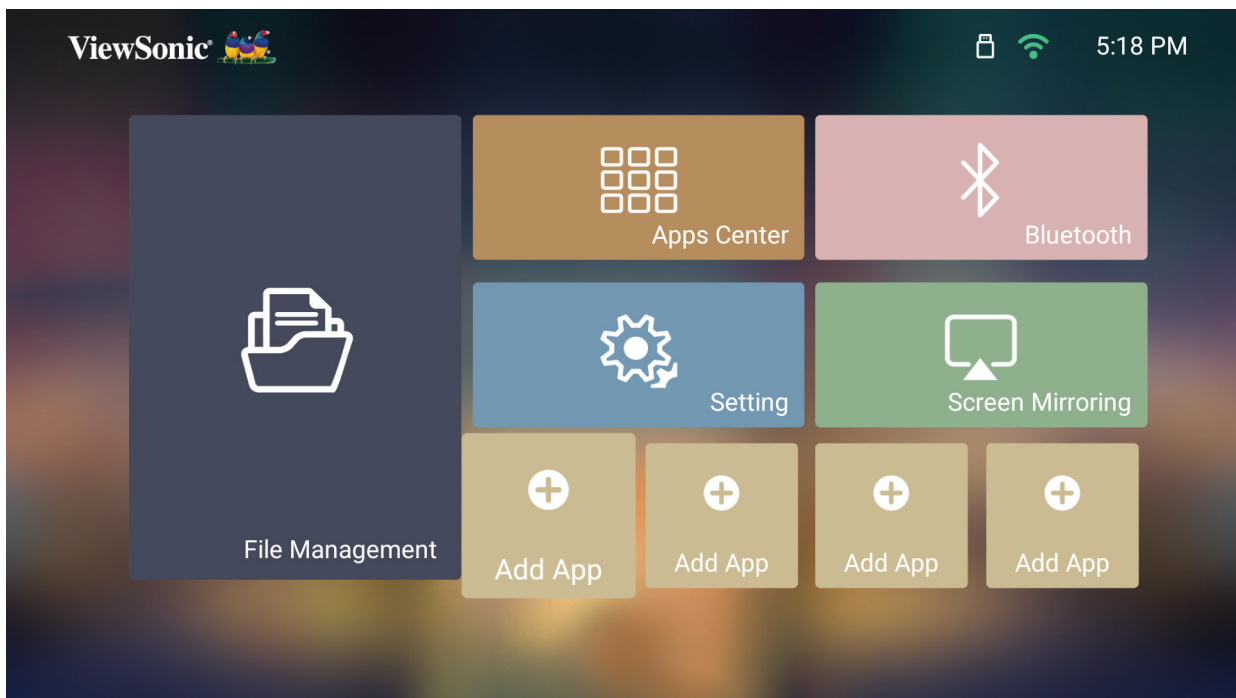 ViewSonic
5:18 PM
Apps Center
Bluetooth
Setting
Screen Mirroring
File Management
Add App
Add App
Add App
Add App